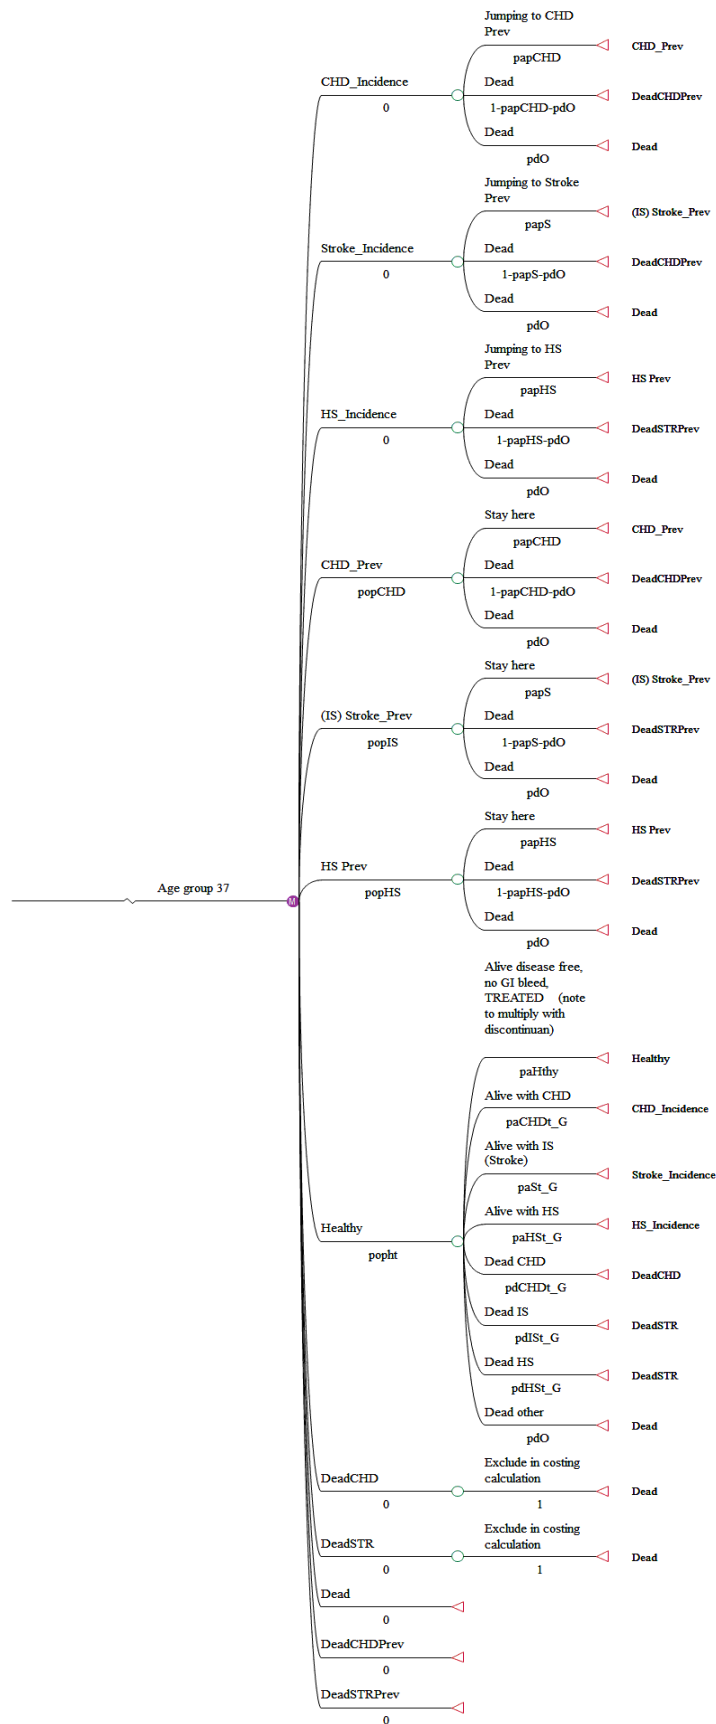 Jumping to CHD
Prev
papCHD
CHD_Prev
CHD_Incidence
0
Dead
1-papCHD-pdO
DeadCHDPrev
Dead
pdO
Dead
Jumping to Stroke
Prev
papS
(IS) Stroke_Prev
Stroke_Incidence
0
Dead
1-papS-pdO
DeadCHDPrev
Dead
pdO
Dead
Jumping to HS
Prev
papHS
HS Prev
HS_Incidence
0
Dead
1-papHS-pdO
DeadSTRPrev
Dead
pdO
Dead
Stay here
papCHD
CHD_Prev
CHD_Prev
popCHD
Dead
1-papCHD-pdO
DeadCHDPrev
Dead
pdO
Dead
Stay here
papS
(IS) Stroke_Prev
(IS) Stroke_Prev
popIS
Dead
1-papS-pdO
DeadSTRPrev
Dead
pdO
Dead
Stay here
papHS
HS Prev
Age group 37
M
HS Prev
popHS
Dead
1-papHS-pdO
DeadSTRPrev
Dead
pdO
Dead
Alive disease free,
no GI bleed,
TREATED (note
to multiply with
discontinuan)
paHthy
Healthy
Alive with CHD
paCHDt_G
CHD_Incidence
Alive with IS
(Stroke)
paSt_G
Stroke_Incidence
Alive with HS
paHSt_G
HS_Incidence
Healthy
popht
Dead CHD
pdCHDt_G
DeadCHD
Dead IS
pdISt_G
DeadSTR
Dead HS
pdHSt_G
DeadSTR
Dead other
pdO
Dead
DeadCHD
0
Exclude in costing
calculation
1
Dead
DeadSTR
0
Exclude in costing
calculation
1
Dead
Dead
0
DeadCHDPrev
0
DeadSTRPrev
0